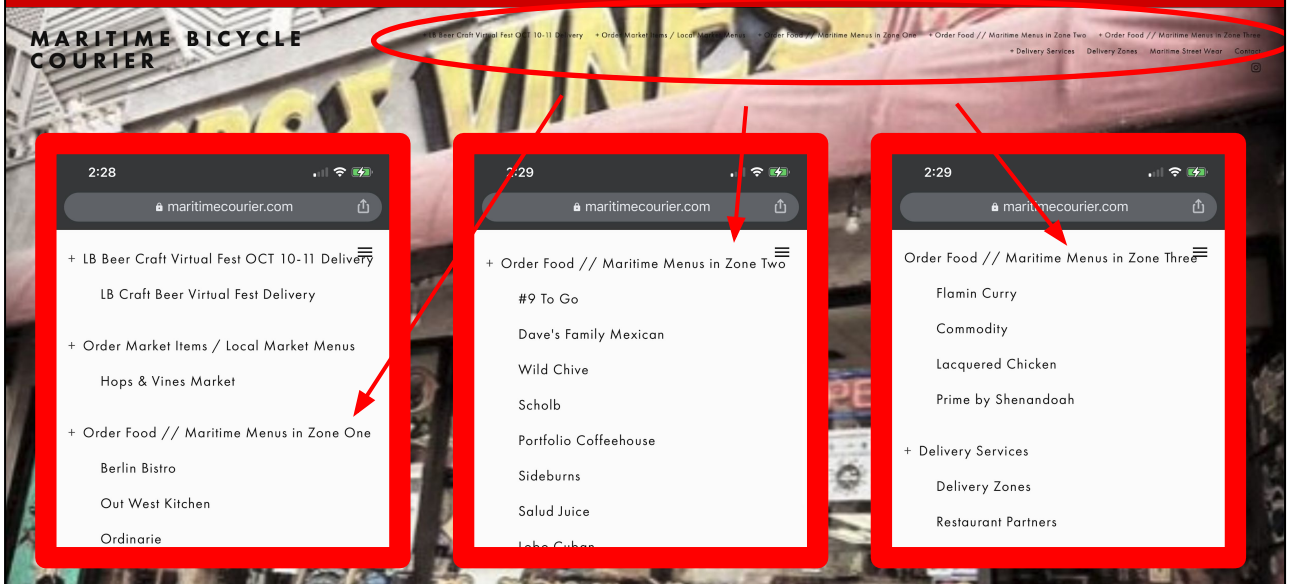 MARITIME BICYCLE
COURIER
+ LB Beer Craft Virtual Fest OCT 10-11 Delivery + Order Market Items / Local Market Menus + Order Food // Maritime Menus in Zone One + Order Food // Maritime Menus in Zone Two + Order Food // Maritime Menus in Zone Three
+ Delivery Services Delivery Zones Maritime Street Wear Contact
VINES
2:28
maritimecourier.com
+ LB Beer Craft Virtual Fest OCT 10-11 Delivery
LB Craft Beer Virtual Fest Delivery
+ Order Market Items / Local Market Menus
Hops & Vines Market
+ Order Food // Maritime Menus in Zone One
Berlin Bistro
Out West Kitchen
Ordinarie
2:29
maritimecourier.com
+ Order Food // Maritime Menus in Zone Two
#9 To Go
Dave's Family Mexican
Wild Chive
Scholb
Portfolio Coffeehouse
Sideburns
Salud Juice
Lobo Cuban
2:29
maritimecourier.com
Order Food // Maritime Menus in Zone Three
Flamin Curry
Commodity
Lacquered Chicken
Prime by Shenandoah
+ Delivery Services
Delivery Zones
Restaurant Partners